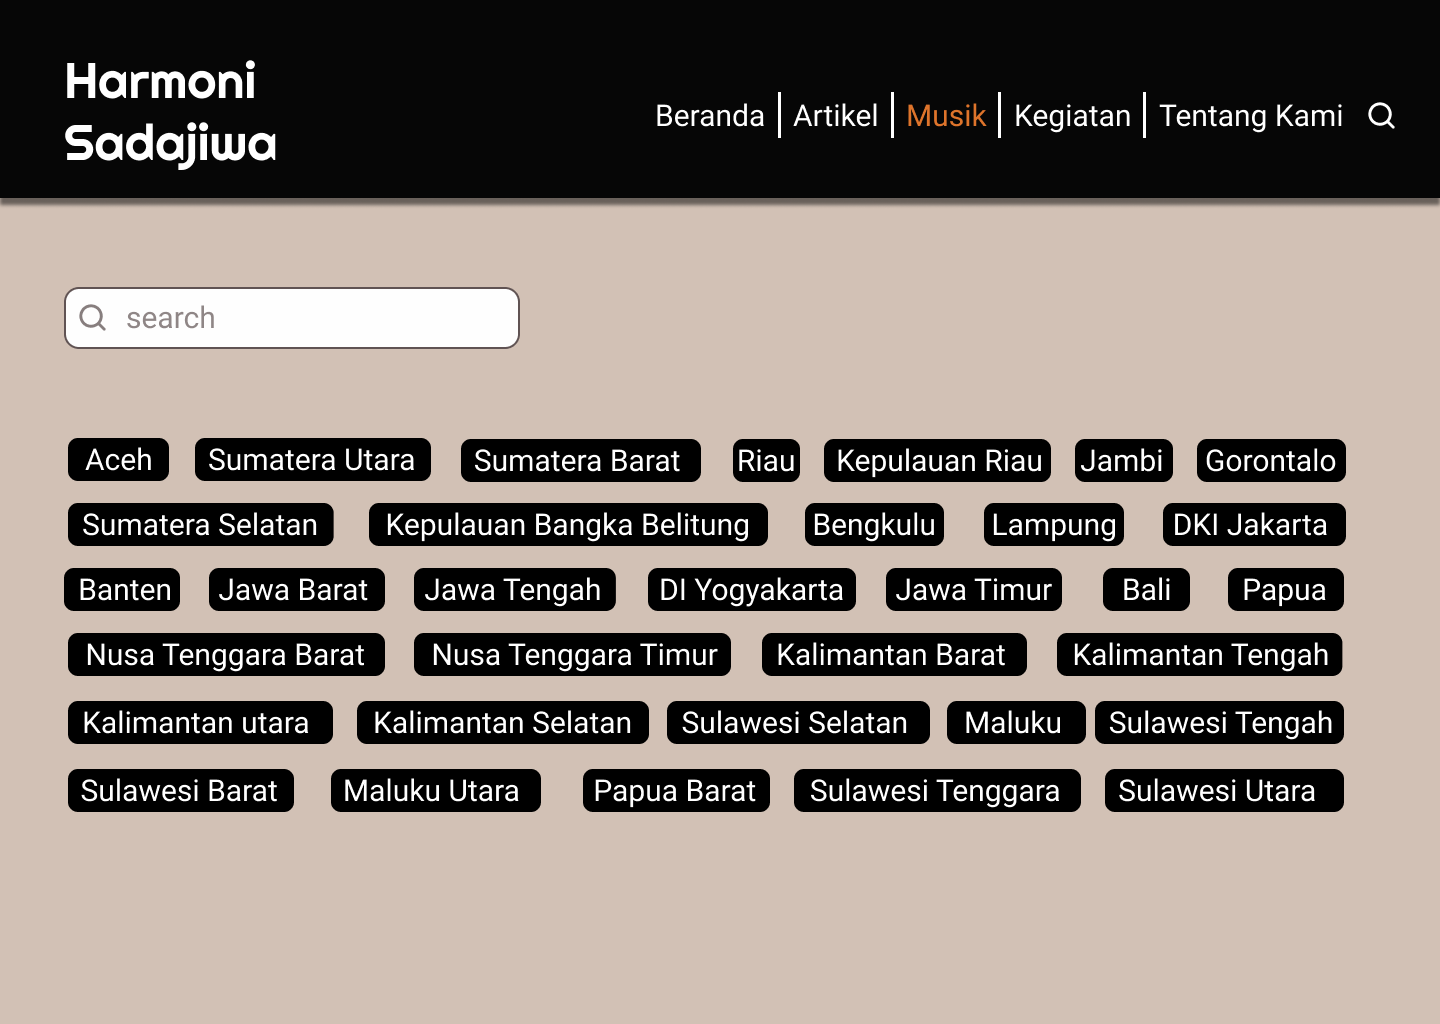 Harmoni
Sadajiwa
Beranda Artikel Musik Kegiatan Tentang Kami
search
Aceh Sumatera Utara Sumatera Barat Riau Kepulauan Riau Jambi Gorontalo
Sumatera Selatan Kepulauan Bangka Belitung Bengkulu Lampung DKI Jakarta
Banten Jawa Barat Jawa Tengah DI Yogyakarta Jawa Timur Bali Papua
Nusa Tenggara Barat Nusa Tenggara Timur Kalimantan Barat Kalimantan Tengah
Kalimantan utara Kalimantan Selatan Sulawesi Selatan Maluku Sulawesi Tengah
Sulawesi Barat Maluku Utara Papua Barat Sulawesi Tenggara Sulawesi Utara